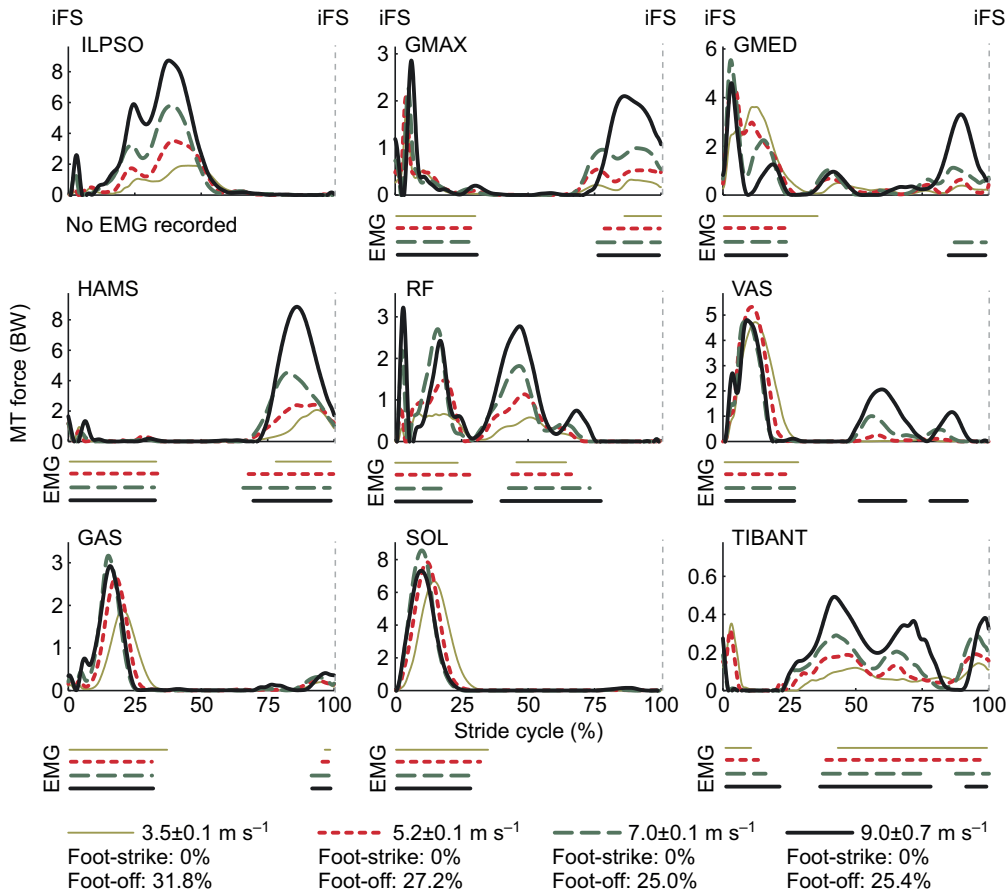 iFS iFS iFS iFS
ILPSO GMAX GMED
8 6 4 2 0
3 2 1 0
6 4 2 0
No EMG recorded
EMG EMG
HAMS RF VAS
MT force (BW)
8 6 4 2 0
3 2 1 0
5 4 3 2 1 0
EMG EMG EMG
GAS SOL TIBANT
3 2 1 0
8 6 4 2 0
0.6 0.4 0.2 0
0 25 50 75 100 0 25 50 75 100 0 25 50 75 100
Stride cycle (%)
EMG EMG EMG
3.5±0.1 m s⁻¹ 5.2±0.1 m s⁻¹ 7.0±0.1 m s⁻¹ 9.0±0.7 m s⁻¹
Foot-strike: 0% Foot-strike: 0% Foot-strike: 0% Foot-strike: 0%
Foot-off: 31.8% Foot-off: 27.2% Foot-off: 25.0% Foot-off: 25.4%